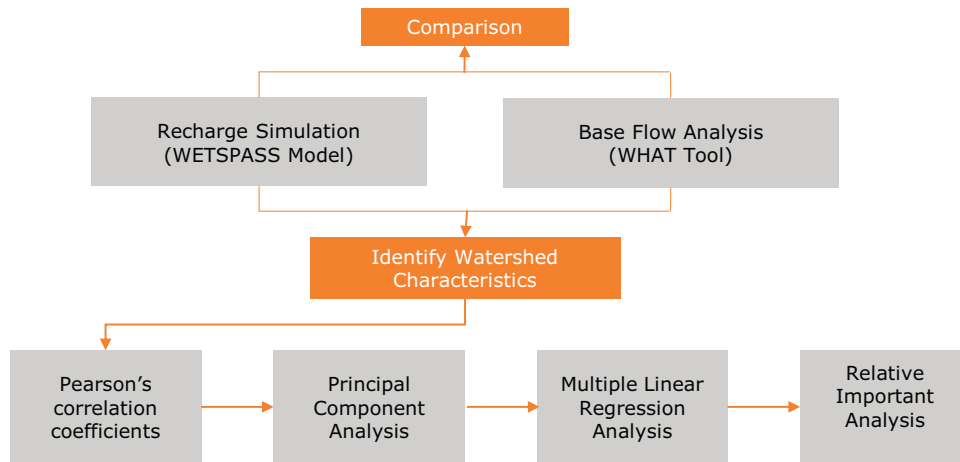 Comparison
Recharge Simulation
(WETSPASS Model)
Base Flow Analysis
(WHAT Tool)
Identify Watershed
Characteristics
Pearson’s
correlation
coefficients
Principal
Component
Analysis
Multiple Linear
Regression
Analysis
Relative
Important
Analysis